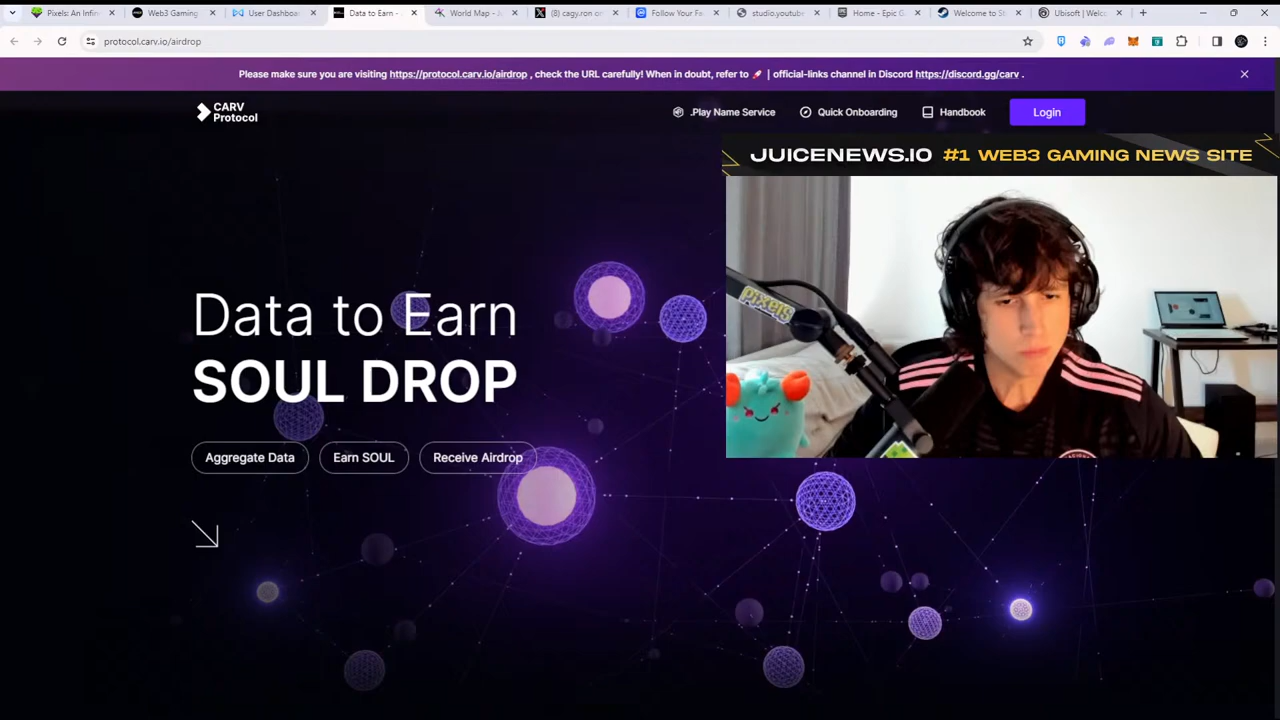 Pixels: An Infin
Web3 Gaming
User Dashboa
Data to Earn -
World Map -
(8) cagy.ron on
Follow Your Fa
studio.youtube
Home - Epic G
Welcome to St
Ubisoft | Welc
protocol.carv.io/airdrop
Please make sure you are visiting https://protocol.carv.io/airdrop , check the URL carefully! When in doubt, refer to 🚀 | official-links channel in Discord https://discord.gg/carv .
CARV
Protocol
.Play Name Service
Quick Onboarding
Handbook
Login
JUICENEWS.IO #1 WEB3 GAMING NEWS SITE
pixels
Data to Earn
SOUL DROP
Aggregate Data
Earn SOUL
Receive Airdrop